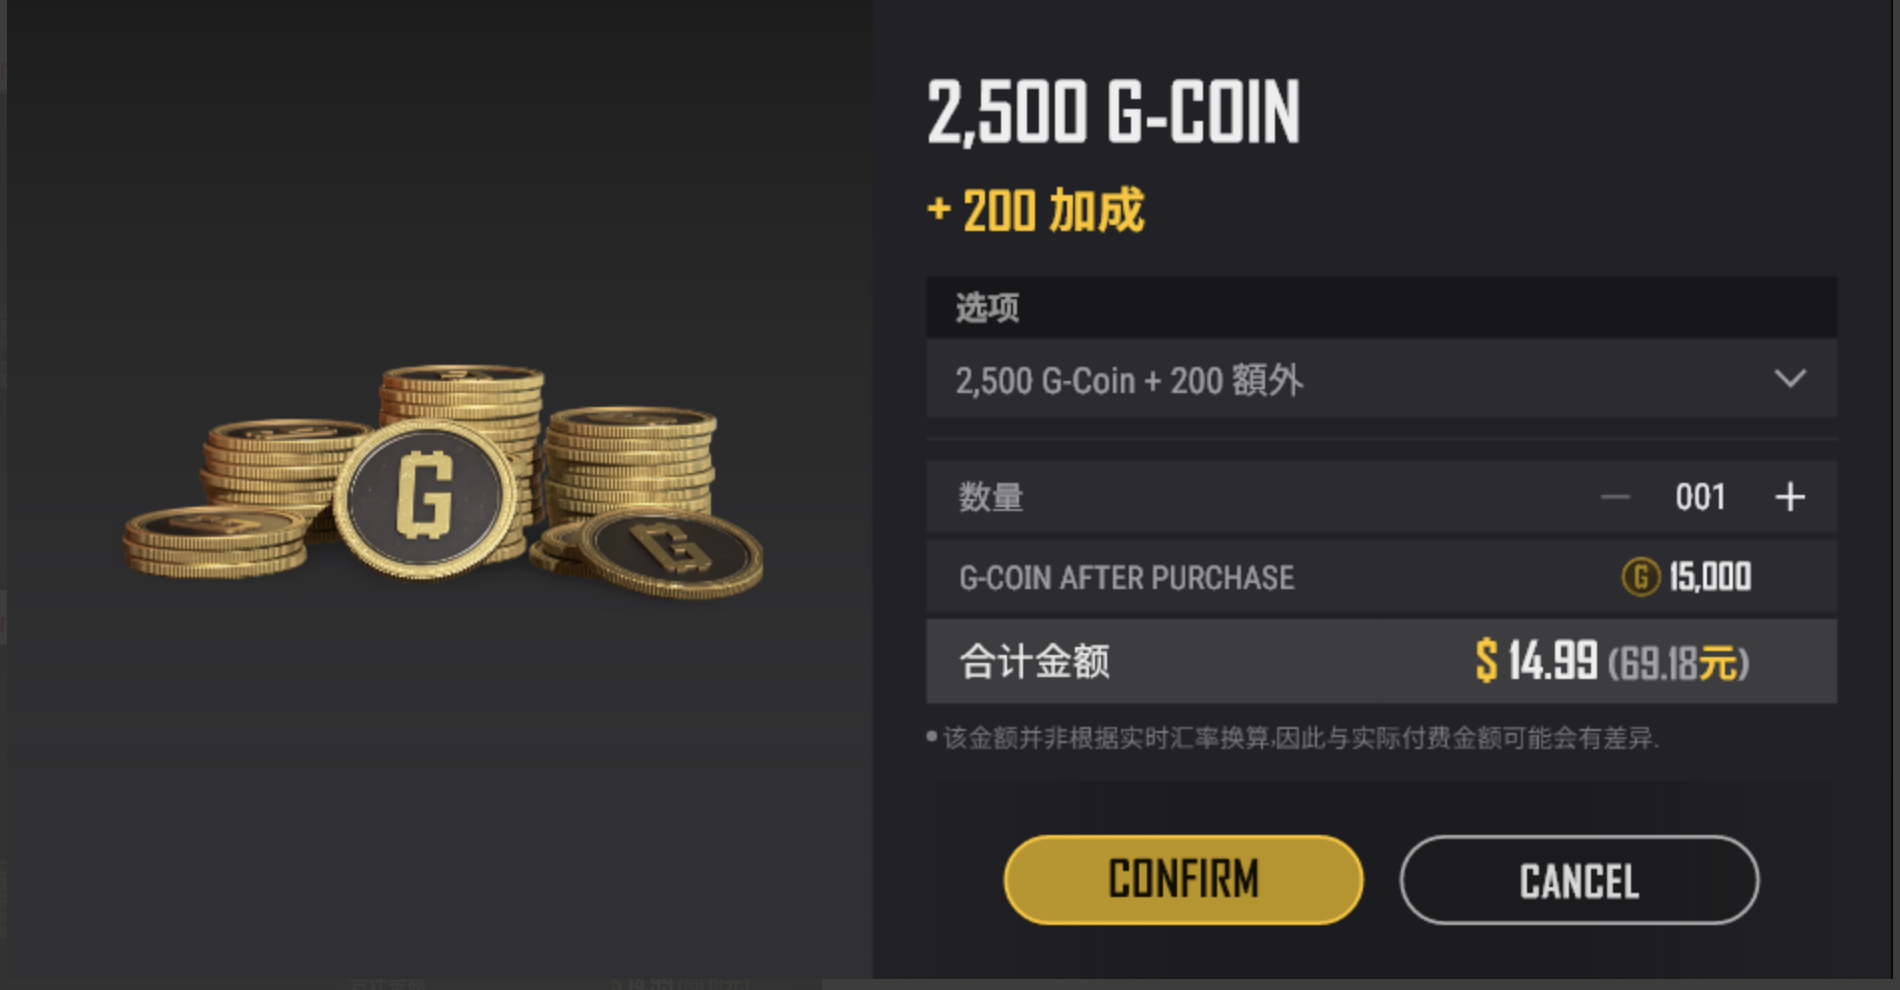 2,500 G-COIN
+ 200 加成
选项
2,500 G-Coin + 200 額外
数量 — 001 +
G-COIN AFTER PURCHASE G 15,000
合计金额 $ 14.99 (69.18元)
• 该金额并非根据实时汇率换算,因此与实际付费金额可能会有差异.
CONFIRM CANCEL
G
G